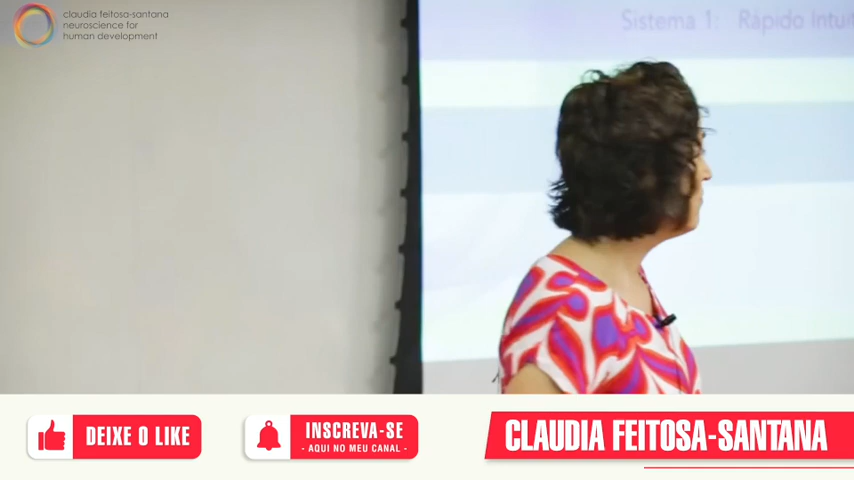 claudia feitosa-santana
neuroscience for
human development
Sistema 1: Rápido
DEIXE O LIKE
INSCREVA-SE
- AQUI NO MEU CANAL -
CLAUDIA FEITOSA-SANTANA